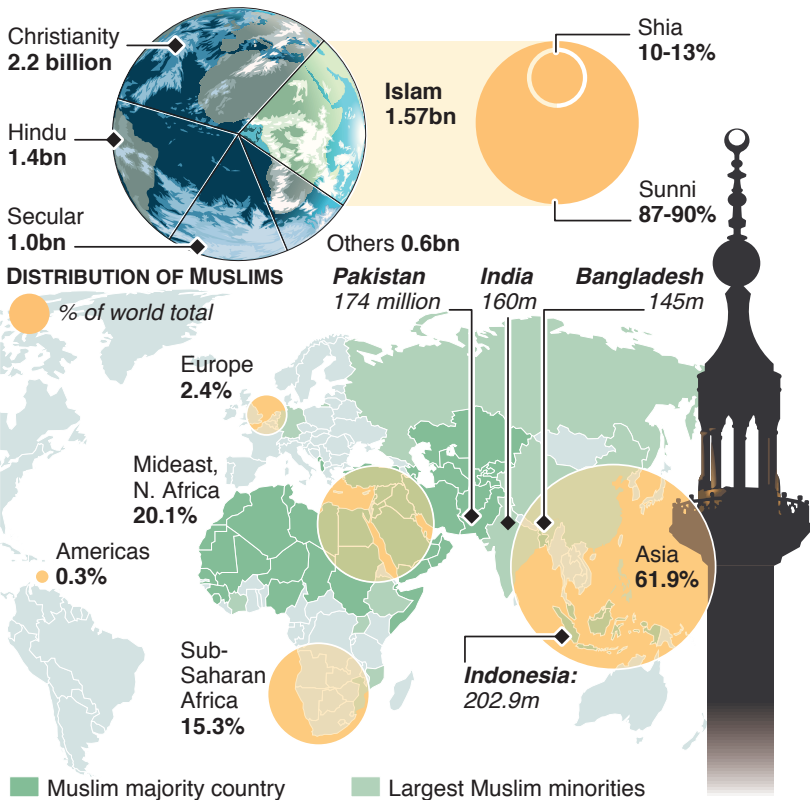 Christianity
2.2 billion
Hindu
1.4bn
Secular
1.0bn
Others 0.6bn
Islam
1.57bn
Shia
10-13%
Sunni
87-90%
DISTRIBUTION OF MUSLIMS
% of world total
Pakistan
174 million
India
160m
Bangladesh
145m
Europe
2.4%
Mideast,
N. Africa
20.1%
Americas
0.3%
Asia
61.9%
Sub-
Saharan
Africa
15.3%
Indonesia:
202.9m
Muslim majority country
Largest Muslim minorities